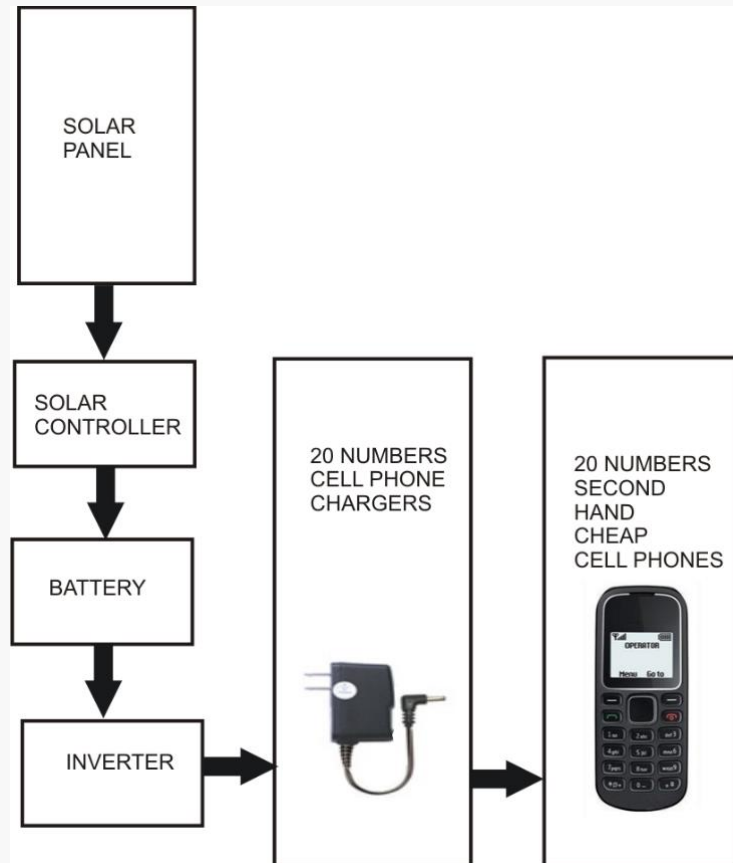 SOLAR
PANEL
SOLAR
CONTROLLER
BATTERY
INVERTER
20 NUMBERS
CELL PHONE
CHARGERS
20 NUMBERS
SECOND
HAND
CHEAP
CELL PHONES
OPERATOR
Menu Go to